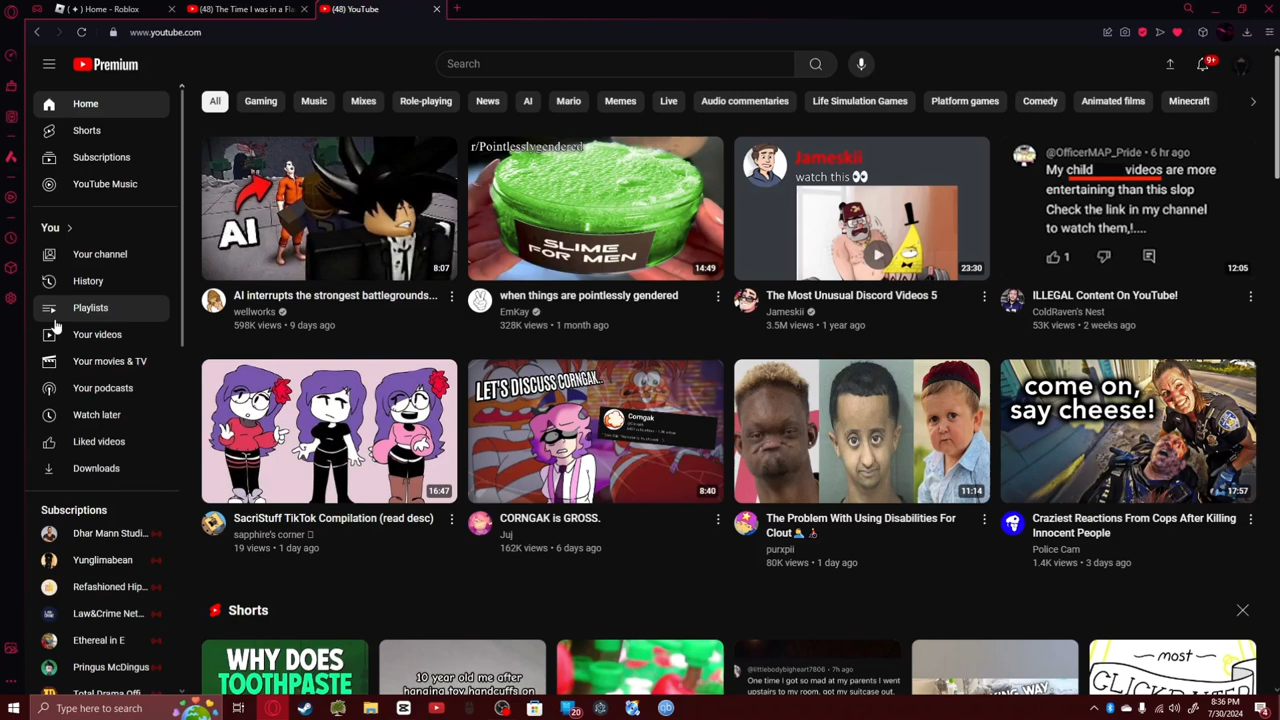 ( ✦ ) Home - Roblox
(48) The Time I was in a Fla
(48) YouTube
www.youtube.com
Premium
Search
9+
Home
Shorts
Subscriptions
YouTube Music
You
Your channel
History
Playlists
Your videos
Your movies & TV
Your podcasts
Watch later
Liked videos
Downloads
Subscriptions
Dhar Mann Studi...
Yunglimabean
Refashioned Hip...
Law&Crime Net...
Ethereal in E
Pringus McDingus
Total Drama Offi
All
Gaming
Music
Mixes
Role-playing
News
AI
Mario
Memes
Live
Audio commentaries
Life Simulation Games
Platform games
Comedy
Animated films
Minecraft
AI
8:07
AI interrupts the strongest battlegrounds...
wellworks
598K views • 9 days ago
r/Pointlesslygendered
SLIME
FOR MEN
14:49
when things are pointlessly gendered
EmKay
328K views • 1 month ago
Jameskii
watch this 👀
23:30
The Most Unusual Discord Videos 5
Jameskii
3.5M views • 1 year ago
@OfficerMAP_Pride • 6 hr ago
My child videos are more
entertaining than this slop
Check the link in my channel
to watch them,!....
1
12:05
ILLEGAL Content On YouTube!
ColdRaven's Nest
53K views • 2 weeks ago
16:47
SacriStuff TikTok Compilation (read desc)
sapphire's corner
19 views • 1 day ago
LET'S DISCUSS CORNGAK...
Corngak
8:40
CORNGAK is GROSS.
Juj
162K views • 6 days ago
11:14
The Problem With Using Disabilities For
Clout
purxpii
80K views • 1 day ago
come on,
say cheese!
17:57
Craziest Reactions From Cops After Killing
Innocent People
Police Cam
1.4K views • 3 days ago
Shorts
WHY DOES
TOOTHPASTE
10 year old me after
hanging toy handcuffs on
@littlebodybigheart7806 • 7h ago
One time I got so mad at my parents I went
upstairs to my room, got my suitcase out,
most
Type here to search
20
8:36 PM
7/30/2024
4